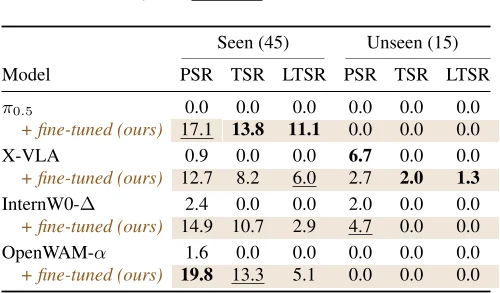 Seen (45) Unseen (15)
Model PSR TSR LTSR PSR TSR LTSR
π0.5 0.0 0.0 0.0 0.0 0.0 0.0
+ fine-tuned (ours) 17.1 13.8 11.1 0.0 0.0 0.0
X-VLA 0.9 0.0 0.0 6.7 0.0 0.0
+ fine-tuned (ours) 12.7 8.2 6.0 2.7 2.0 1.3
InternW0-Δ 2.4 0.0 0.0 2.0 0.0 0.0
+ fine-tuned (ours) 14.9 10.7 2.9 4.7 0.0 0.0
OpenWAM-α 1.6 0.0 0.0 0.0 0.0 0.0
+ fine-tuned (ours) 19.8 13.3 5.1 0.0 0.0 0.0